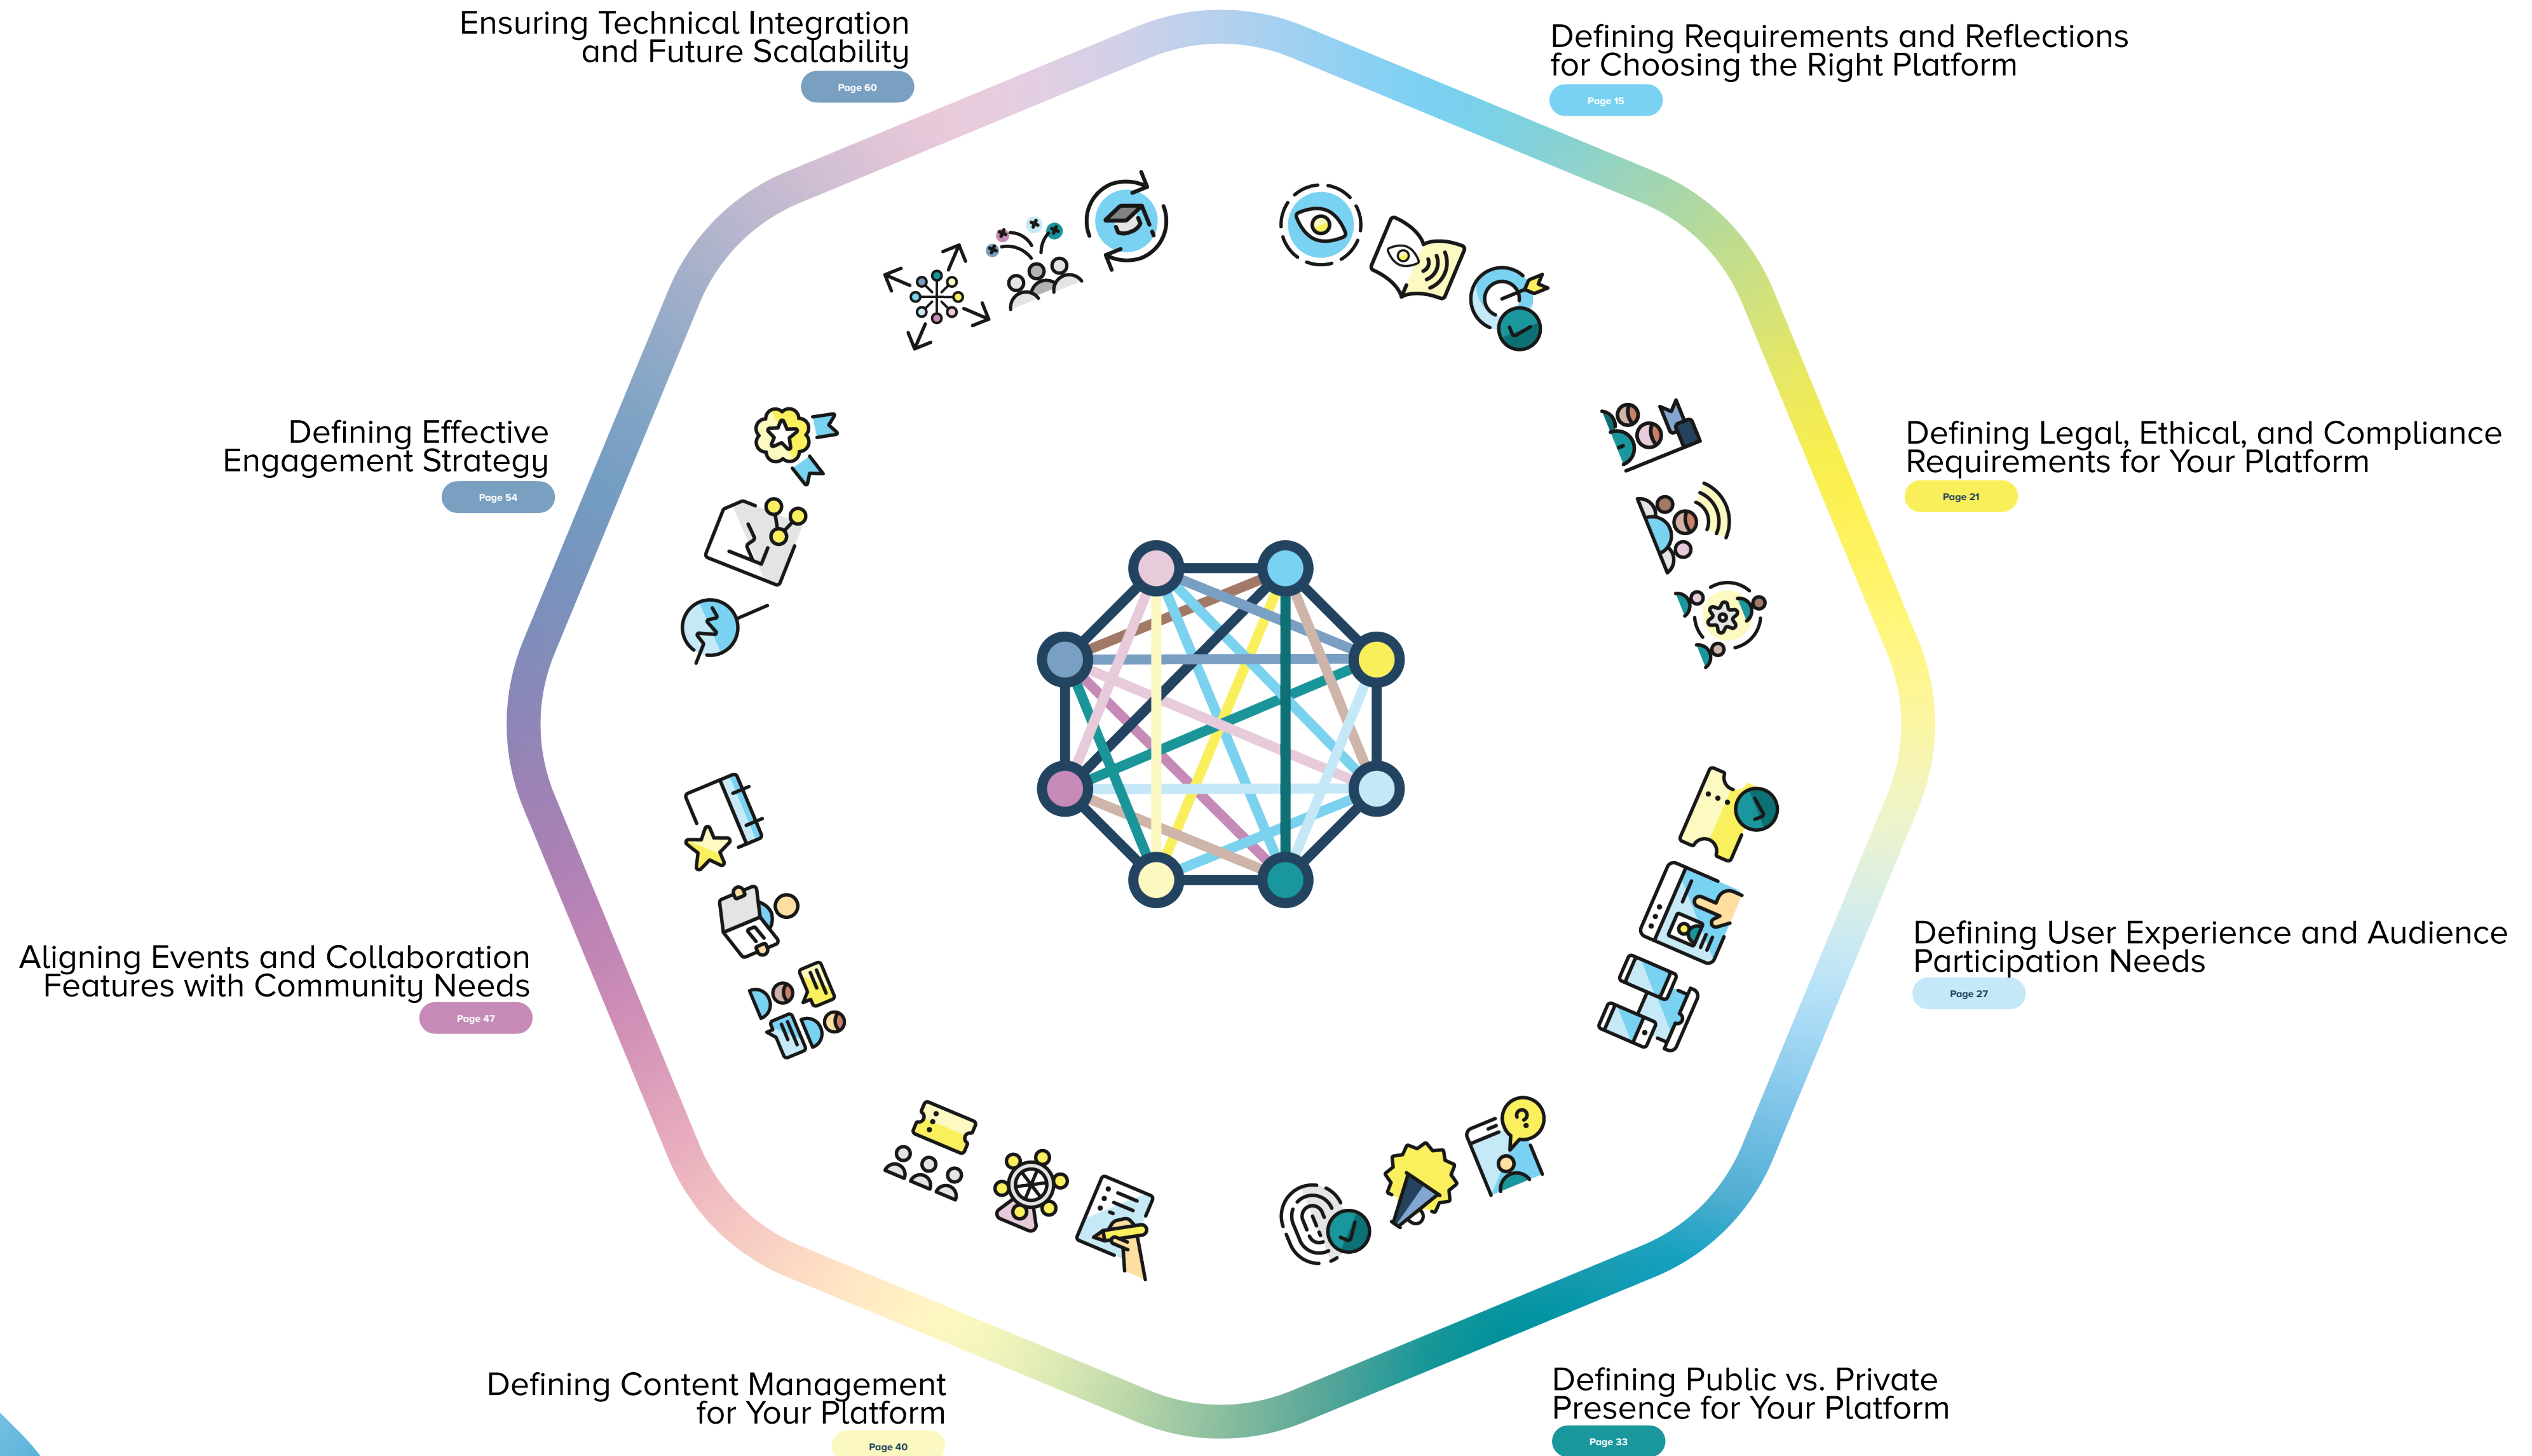 Ensuring Technical Integration
and Future Scalability
Page 60
Defining Requirements and Reflections
for Choosing the Right Platform
Page 15
Defining Effective
Engagement Strategy
Page 54
Defining Legal, Ethical, and Compliance
Requirements for Your Platform
Page 21
Aligning Events and Collaboration
Features with Community Needs
Page 47
Defining User Experience and Audience
Participation Needs
Page 27
Defining Content Management
for Your Platform
Page 40
Defining Public vs. Private
Presence for Your Platform
Page 33
?